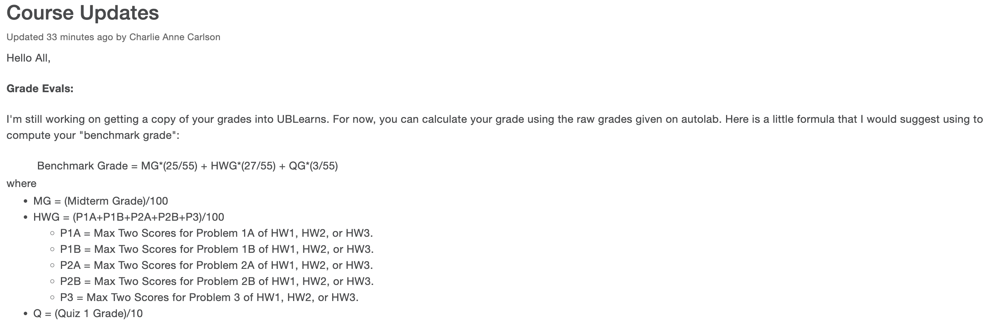 Course Updates
Updated 33 minutes ago by Charlie Anne Carlson
Hello All,
Grade Evals:
I'm still working on getting a copy of your grades into UBLearns. For now, you can calculate your grade using the raw grades given on autolab. Here is a little formula that I would suggest using to
compute your "benchmark grade":
Benchmark Grade = MG*(25/55) + HWG*(27/55) + QG*(3/55)
where
• MG = (Midterm Grade)/100
• HWG = (P1A+P1B+P2A+P2B+P3)/100
◦ P1A = Max Two Scores for Problem 1A of HW1, HW2, or HW3.
◦ P1B = Max Two Scores for Problem 1B of HW1, HW2, or HW3.
◦ P2A = Max Two Scores for Problem 2A of HW1, HW2, or HW3.
◦ P2B = Max Two Scores for Problem 2B of HW1, HW2, or HW3.
◦ P3 = Max Two Scores for Problem 3 of HW1, HW2, or HW3.
• Q = (Quiz 1 Grade)/10